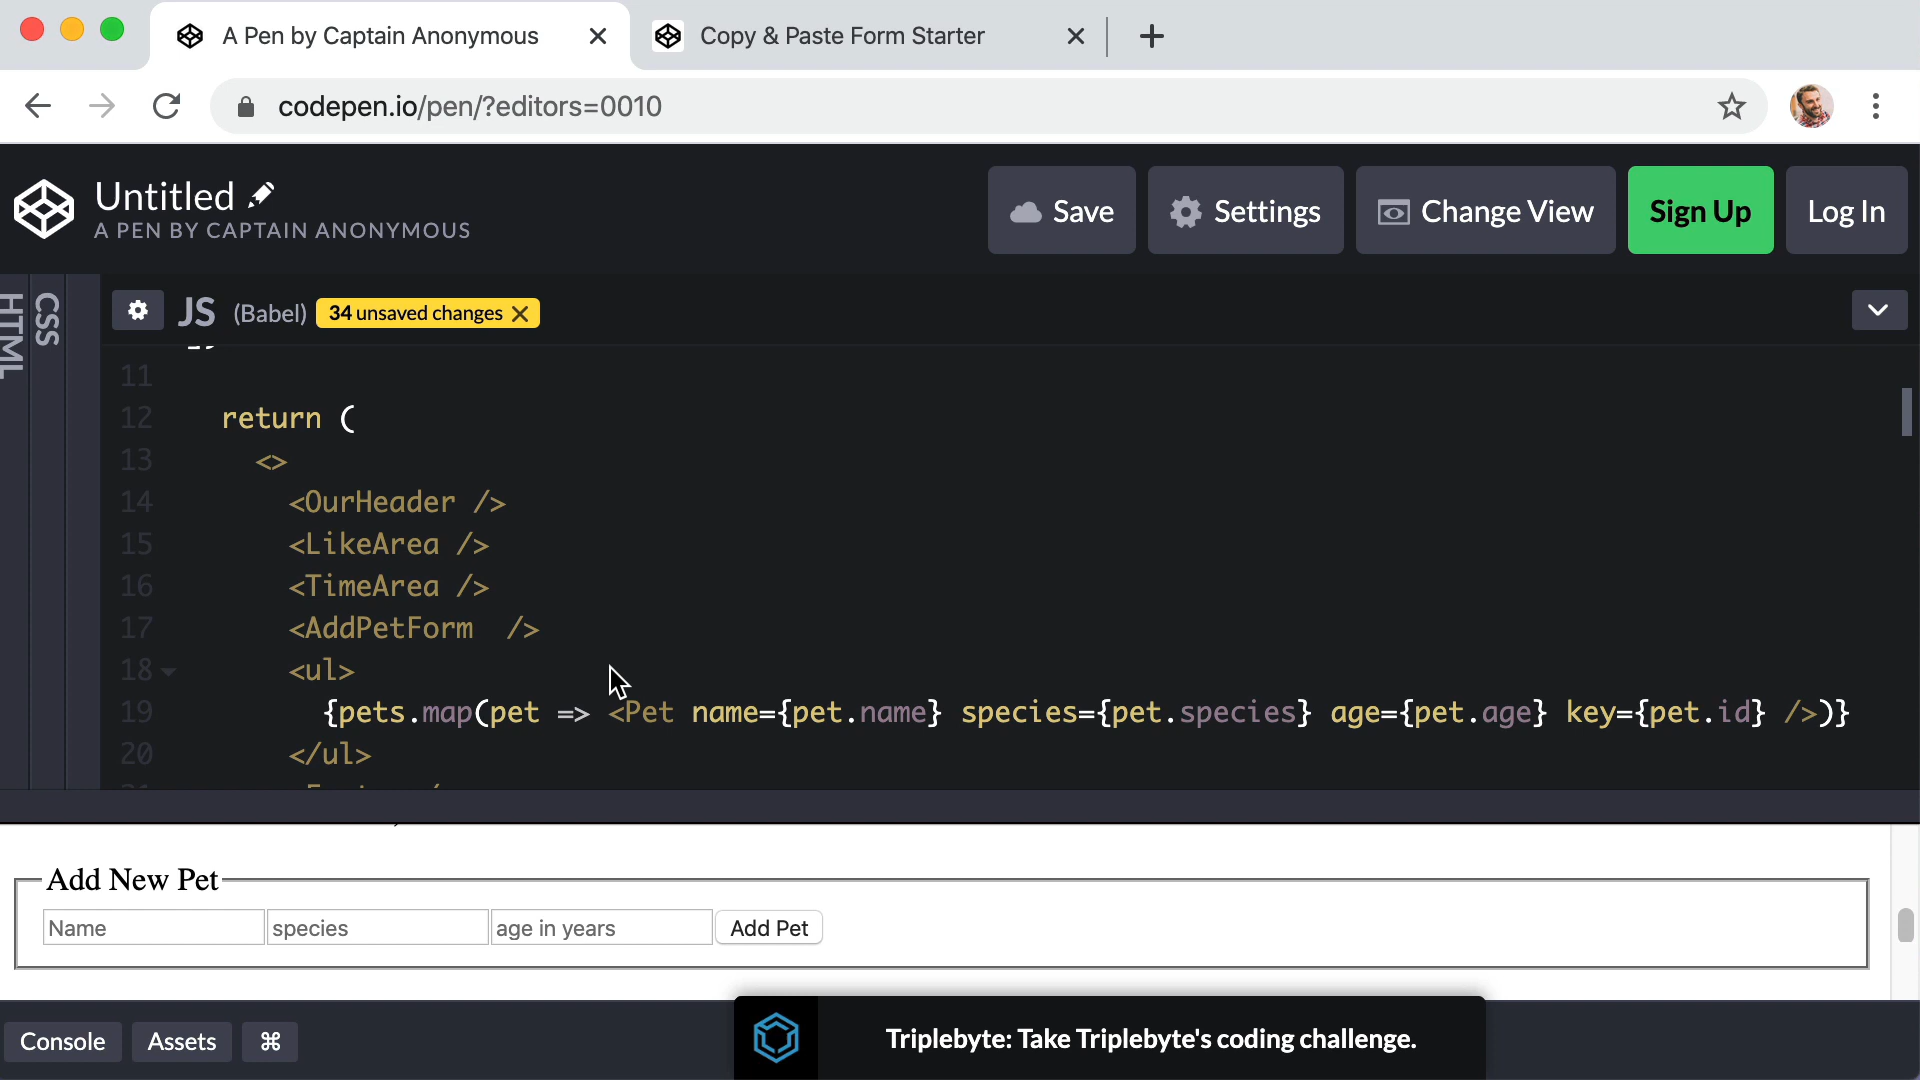 A Pen by Captain Anonymous
Copy & Paste Form Starter
codepen.io/pen/?editors=0010
Untitled
A PEN BY CAPTAIN ANONYMOUS
Save
Settings
Change View
Sign Up
Log In
HTML
CSS
JS (Babel) 34 unsaved changes
11
12 return (
13 <>
14 <OurHeader />
15 <LikeArea />
16 <TimeArea />
17 <AddPetForm />
18 <ul>
19 {pets.map(pet => <Pet name={pet.name} species={pet.species} age={pet.age} key={pet.id} />)}
20 </ul>
Add New Pet
Name species age in years Add Pet
Console Assets ⌘
Triplebyte: Take Triplebyte's coding challenge.